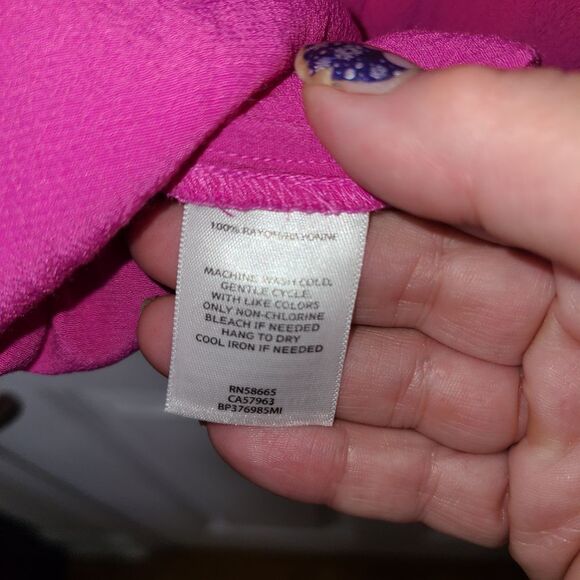 100% RAYON/RAYONNE
MACHINE WASH COLD,
GENTLE CYCLE,
WITH LIKE COLORS
ONLY NON-CHLORINE
BLEACH IF NEEDED
HANG TO DRY
COOL IRON IF NEEDED
RN58665
CA57963
BP376985MI